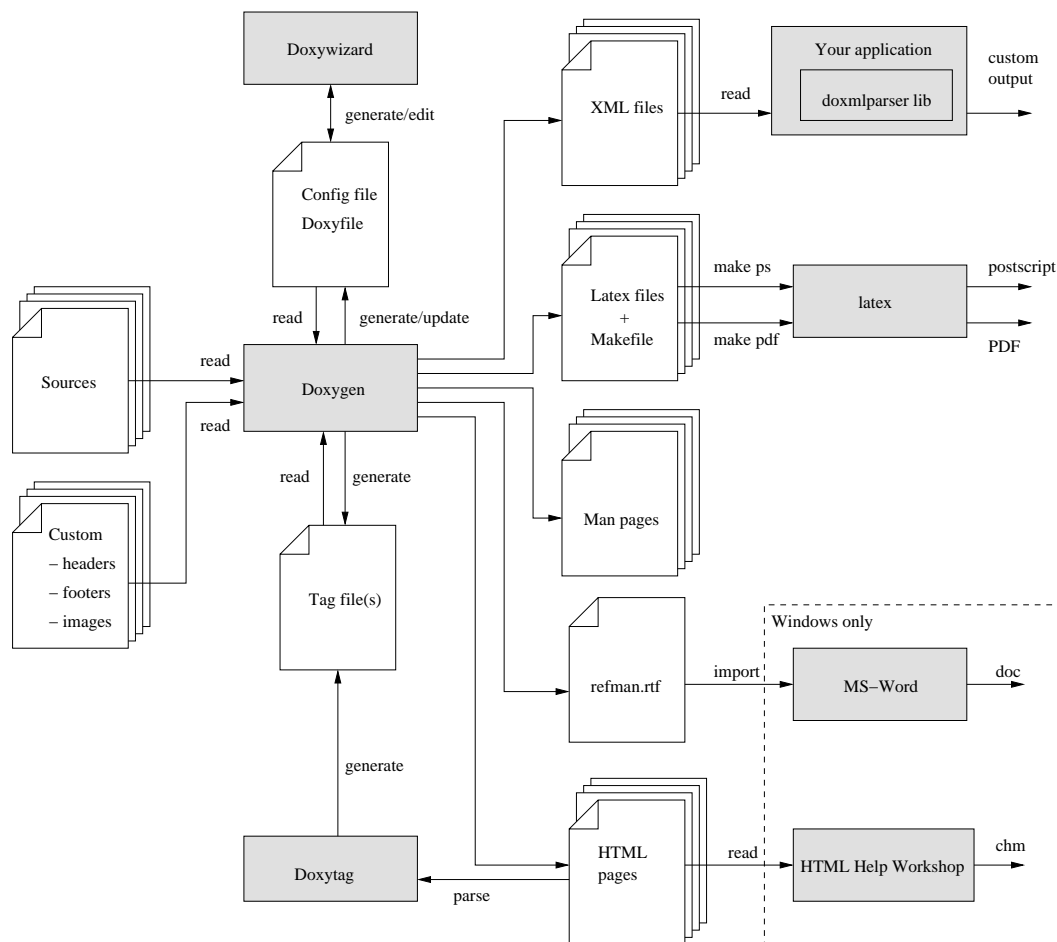 Doxywizard
generate/edit
Config file
Doxyfile
read
generate/update
Sources
read
Doxygen
read
Custom
– headers
– footers
– images
read
generate
Tag file(s)
generate
Doxytag
parse
XML files
read
Your application
doxmlparser lib
custom
output
Latex files
+
Makefile
make ps
make pdf
latex
postscript
PDF
Man pages
refman.rtf
import
Windows only
MS–Word
doc
HTML
pages
read
HTML Help Workshop
chm